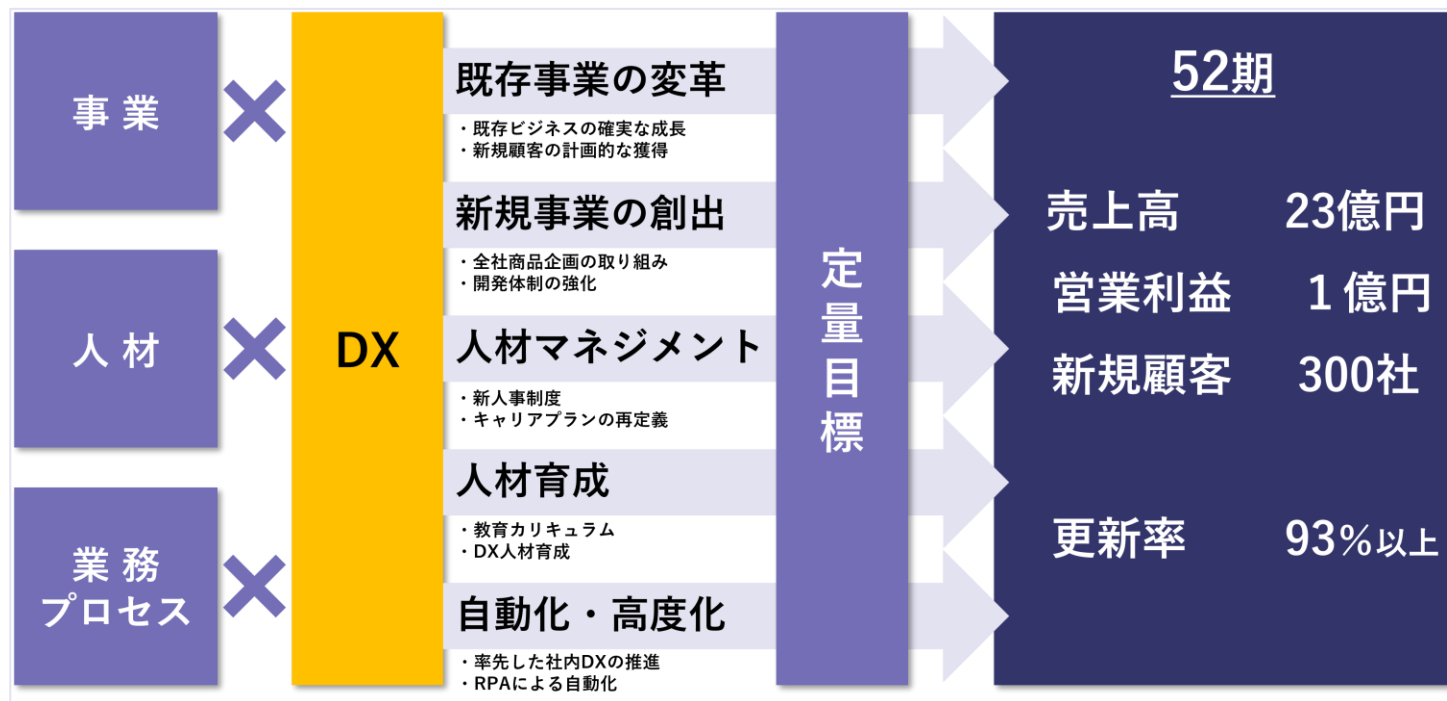 事業
人材
業務
プロセス
DX
既存事業の変革
・既存ビジネスの確実な成長
・新規顧客の計画的な獲得
新規事業の創出
・全社商品企画の取り組み
・開発体制の強化
人材マネジメント
・新人事制度
・キャリアプランの再定義
人材育成
・教育カリキュラム
・DX人材育成
自動化・高度化
・率先した社内DXの推進
・RPAによる自動化
定量目標
52期
売上高 23億円
営業利益 1億円
新規顧客 300社
更新率 93%以上